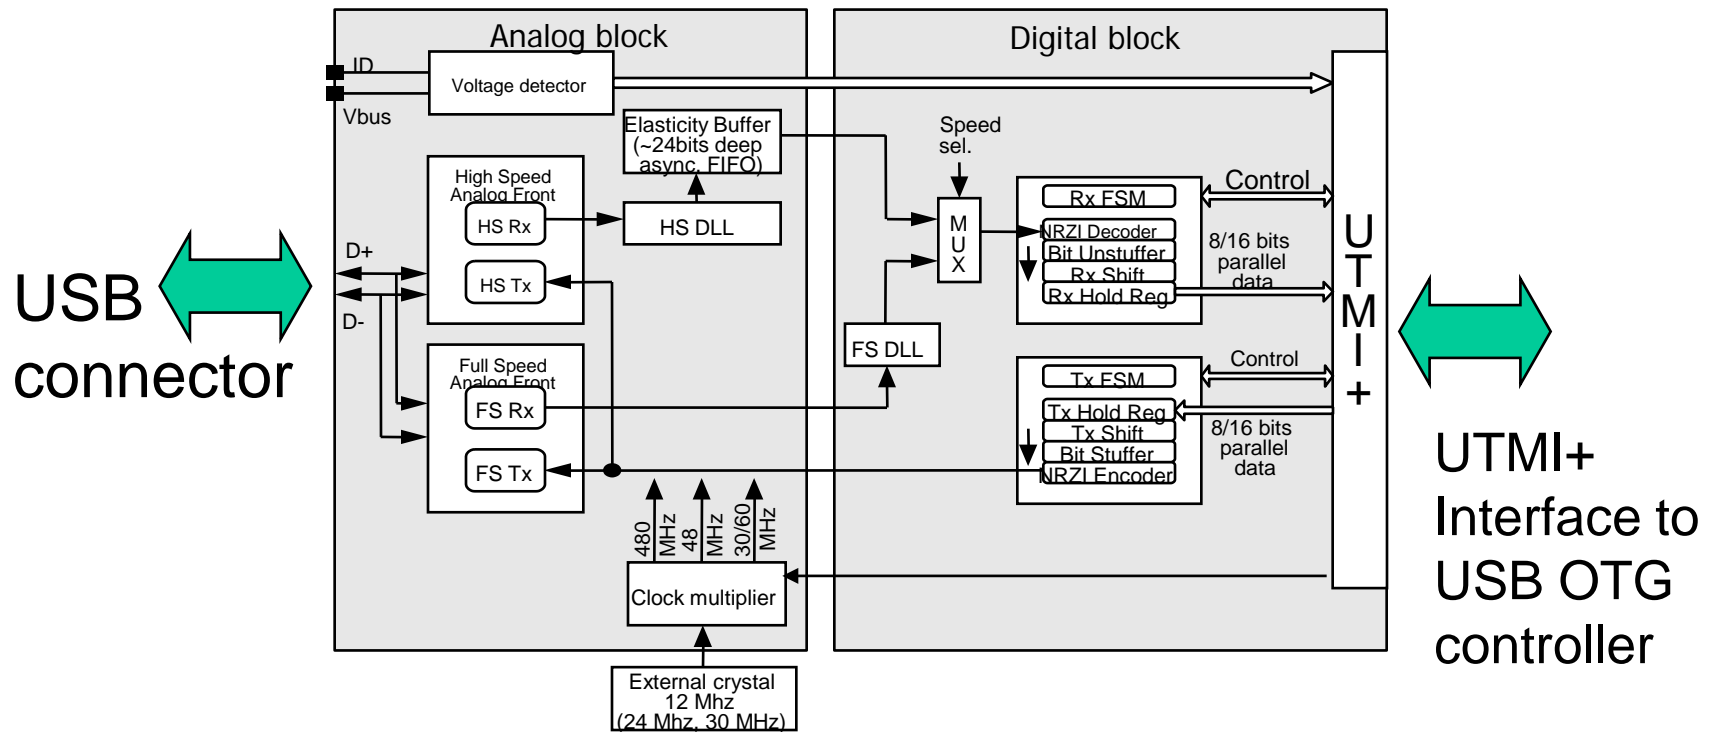 Analog block
Digital block
ID
Vbus
Voltage detector
Elasticity Buffer
(~24bits deep
async, FIFO)
Speed
sel.
High Speed
Analog Front
HS Rx
HS Tx
HS DLL
M
U
X
Rx FSM
NRZI Decoder
Bit Unstuffer
Rx Shift
Rx Hold Reg
Control
8/16 bits
parallel
data
U
T
M
I
+
D+
D-
USB
connector
Full Speed
Analog Front
FS Rx
FS Tx
FS DLL
Tx FSM
Tx Hold Reg
Tx Shift
Bit Stuffer
NRZI Encoder
Control
8/16 bits
parallel
data
480
MHz
48
MHz
30/60
MHz
Clock multiplier
External crystal
12 Mhz
(24 Mhz, 30 MHz)
UTMI+
Interface to
USB OTG
controller